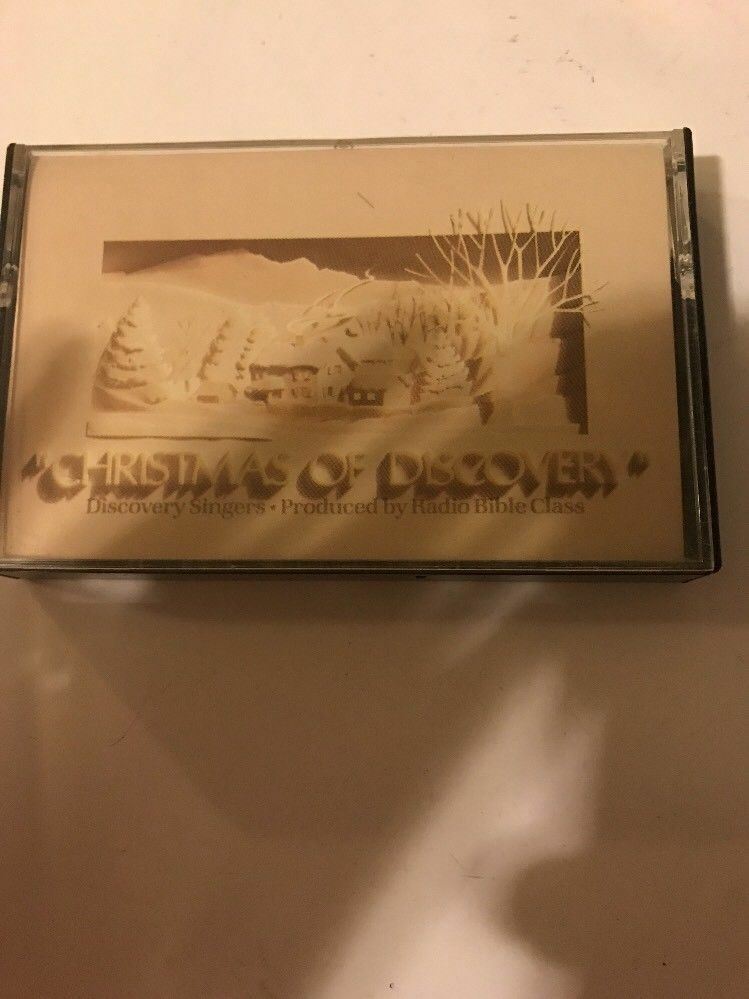 "CHRISTMAS OF DISCOVERY"
Discovery Singers • Produced by Radio Bible Class